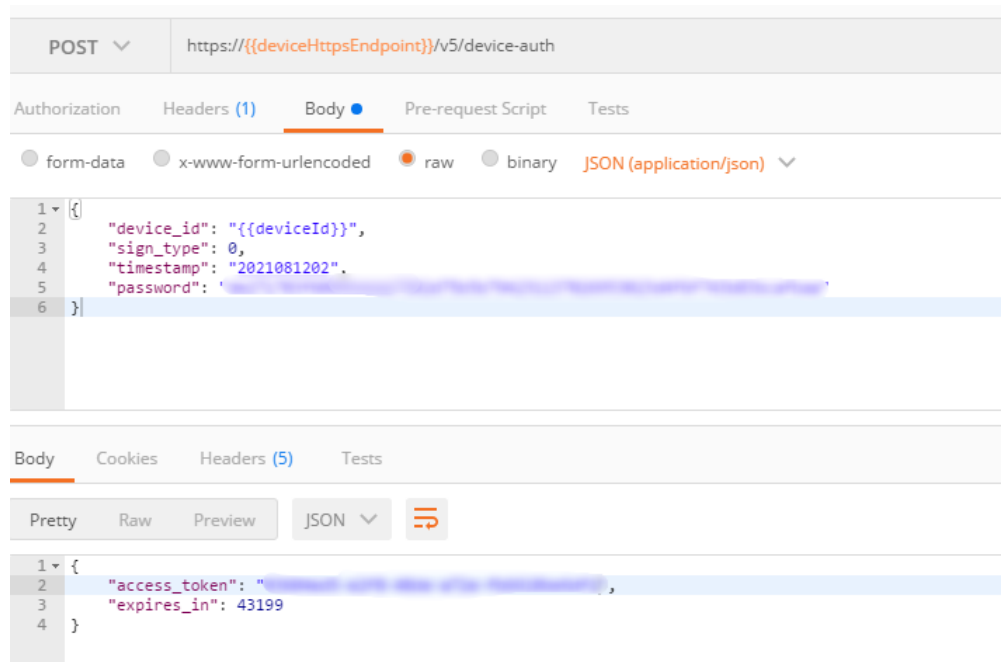 POST https://{{deviceHttpsEndpoint}}/v5/device-auth
Authorization Headers (1) Body Pre-request Script Tests
form-data x-www-form-urlencoded raw binary JSON (application/json)
1 {
2 "device_id": "{{deviceId}}",
3 "sign_type": 0,
4 "timestamp": "2021081202",
5 "password": "
6 }
Body Cookies Headers (5) Tests
Pretty Raw Preview JSON
1 {
2 "access_token": " ,
3 "expires_in": 43199
4 }